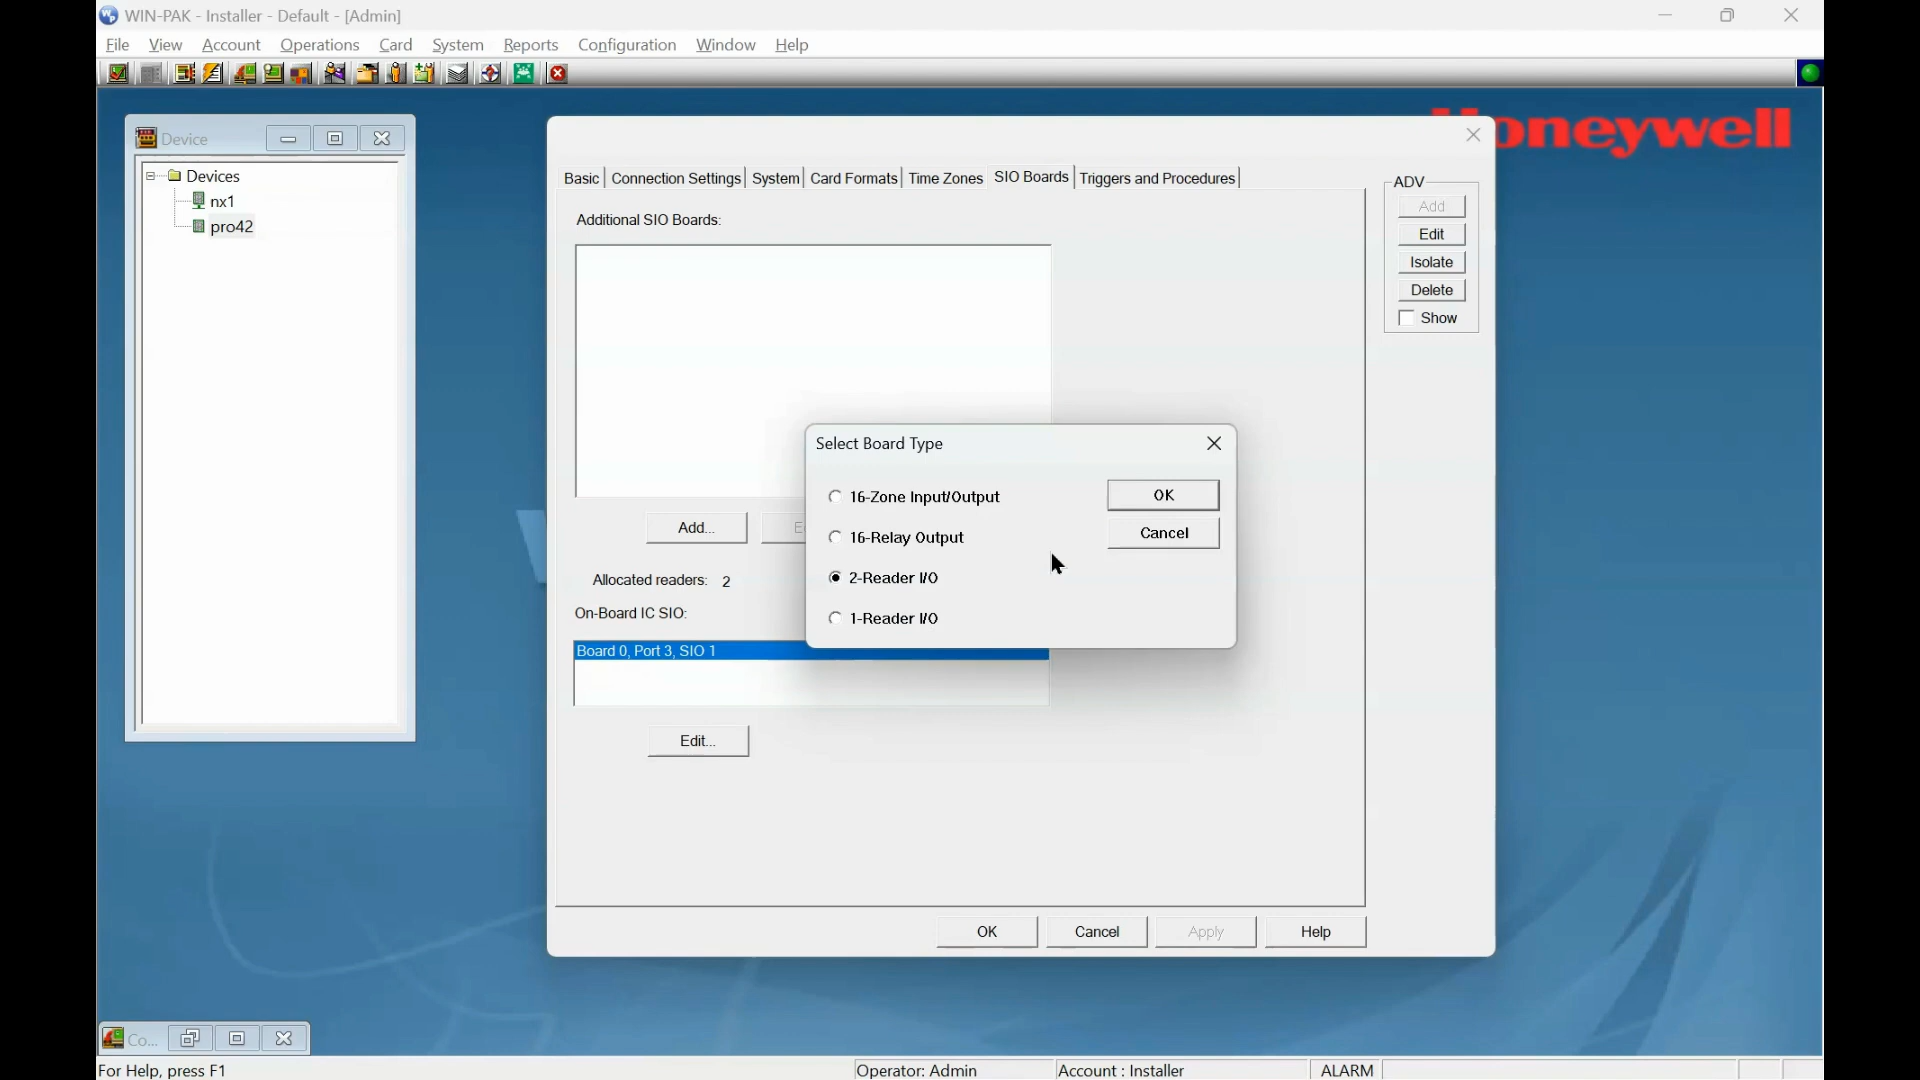 WIN-PAK - Installer - Default - [Admin]
File View Account Operations Card System Reports Configuration Window Help
oneywell
Device
Devices
nx1
pro42
Basic Connection Settings System Card Formats Time Zones SIO Boards Triggers and Procedures
Additional SIO Boards:
ADV
Add
Edit
Isolate
Delete
Show
Select Board Type
16-Zone Input/Output
16-Relay Output
2-Reader I/O
1-Reader I/O
OK
Cancel
Add...
Allocated readers: 2
On-Board IC SIO:
Board 0, Port 3, SIO 1
Edit...
OK Cancel Apply Help
Co...
For Help, press F1 Operator: Admin Account : Installer ALARM